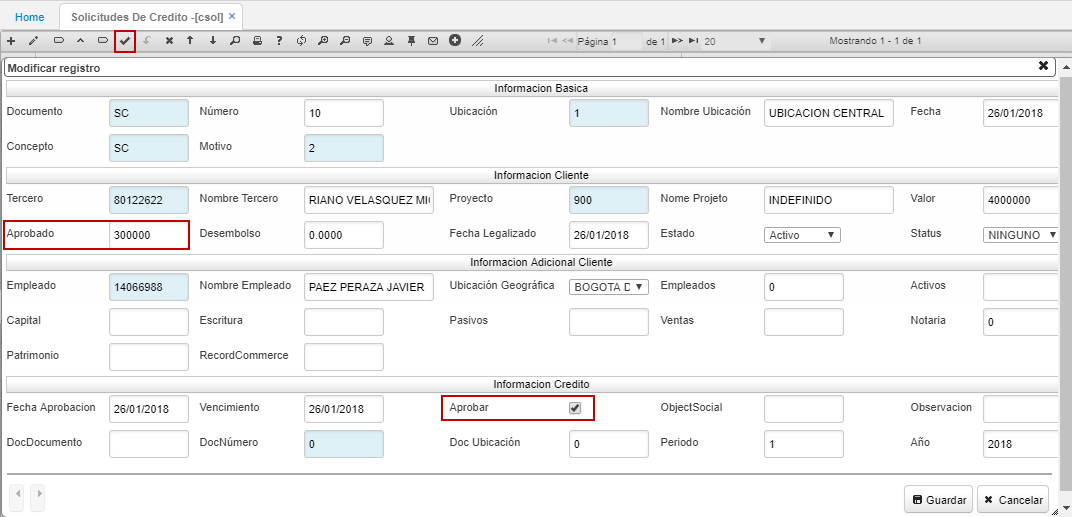 Home Solicitudes De Credito -[csol] ×
Página 1 de 1 20 Mostrando 1 - 1 de 1
Modificar registro
Informacion Basica
Documento SC Número 10 Ubicación 1 Nombre Ubicación UBICACION CENTRAL Fecha 26/01/2018
Concepto SC Motivo 2
Informacion Cliente
Tercero 80122622 Nombre Tercero RIANO VELASQUEZ Proyecto 900 Nome Projeto INDEFINIDO Valor 4000000
Aprobado 300000 Desembolso 0.0000 Fecha Legalizado 26/01/2018 Estado Activo Status NINGUNO
Informacion Adicional Cliente
Empleado 14066988 Nombre Empleado PAEZ PERAZA JAVIER Ubicación Geográfica BOGOTA D Empleados 0 Activos
Capital Escritura Pasivos Ventas Notaria 0
Patrimonio RecordCommerce
Informacion Credito
Fecha Aprobacion 26/01/2018 Vencimiento 26/01/2018 Aprobar ObjectSocial Observacion
DocDocumento DocNúmero 0 Doc Ubicación 0 Periodo 1 Año 2018
Guardar Cancelar